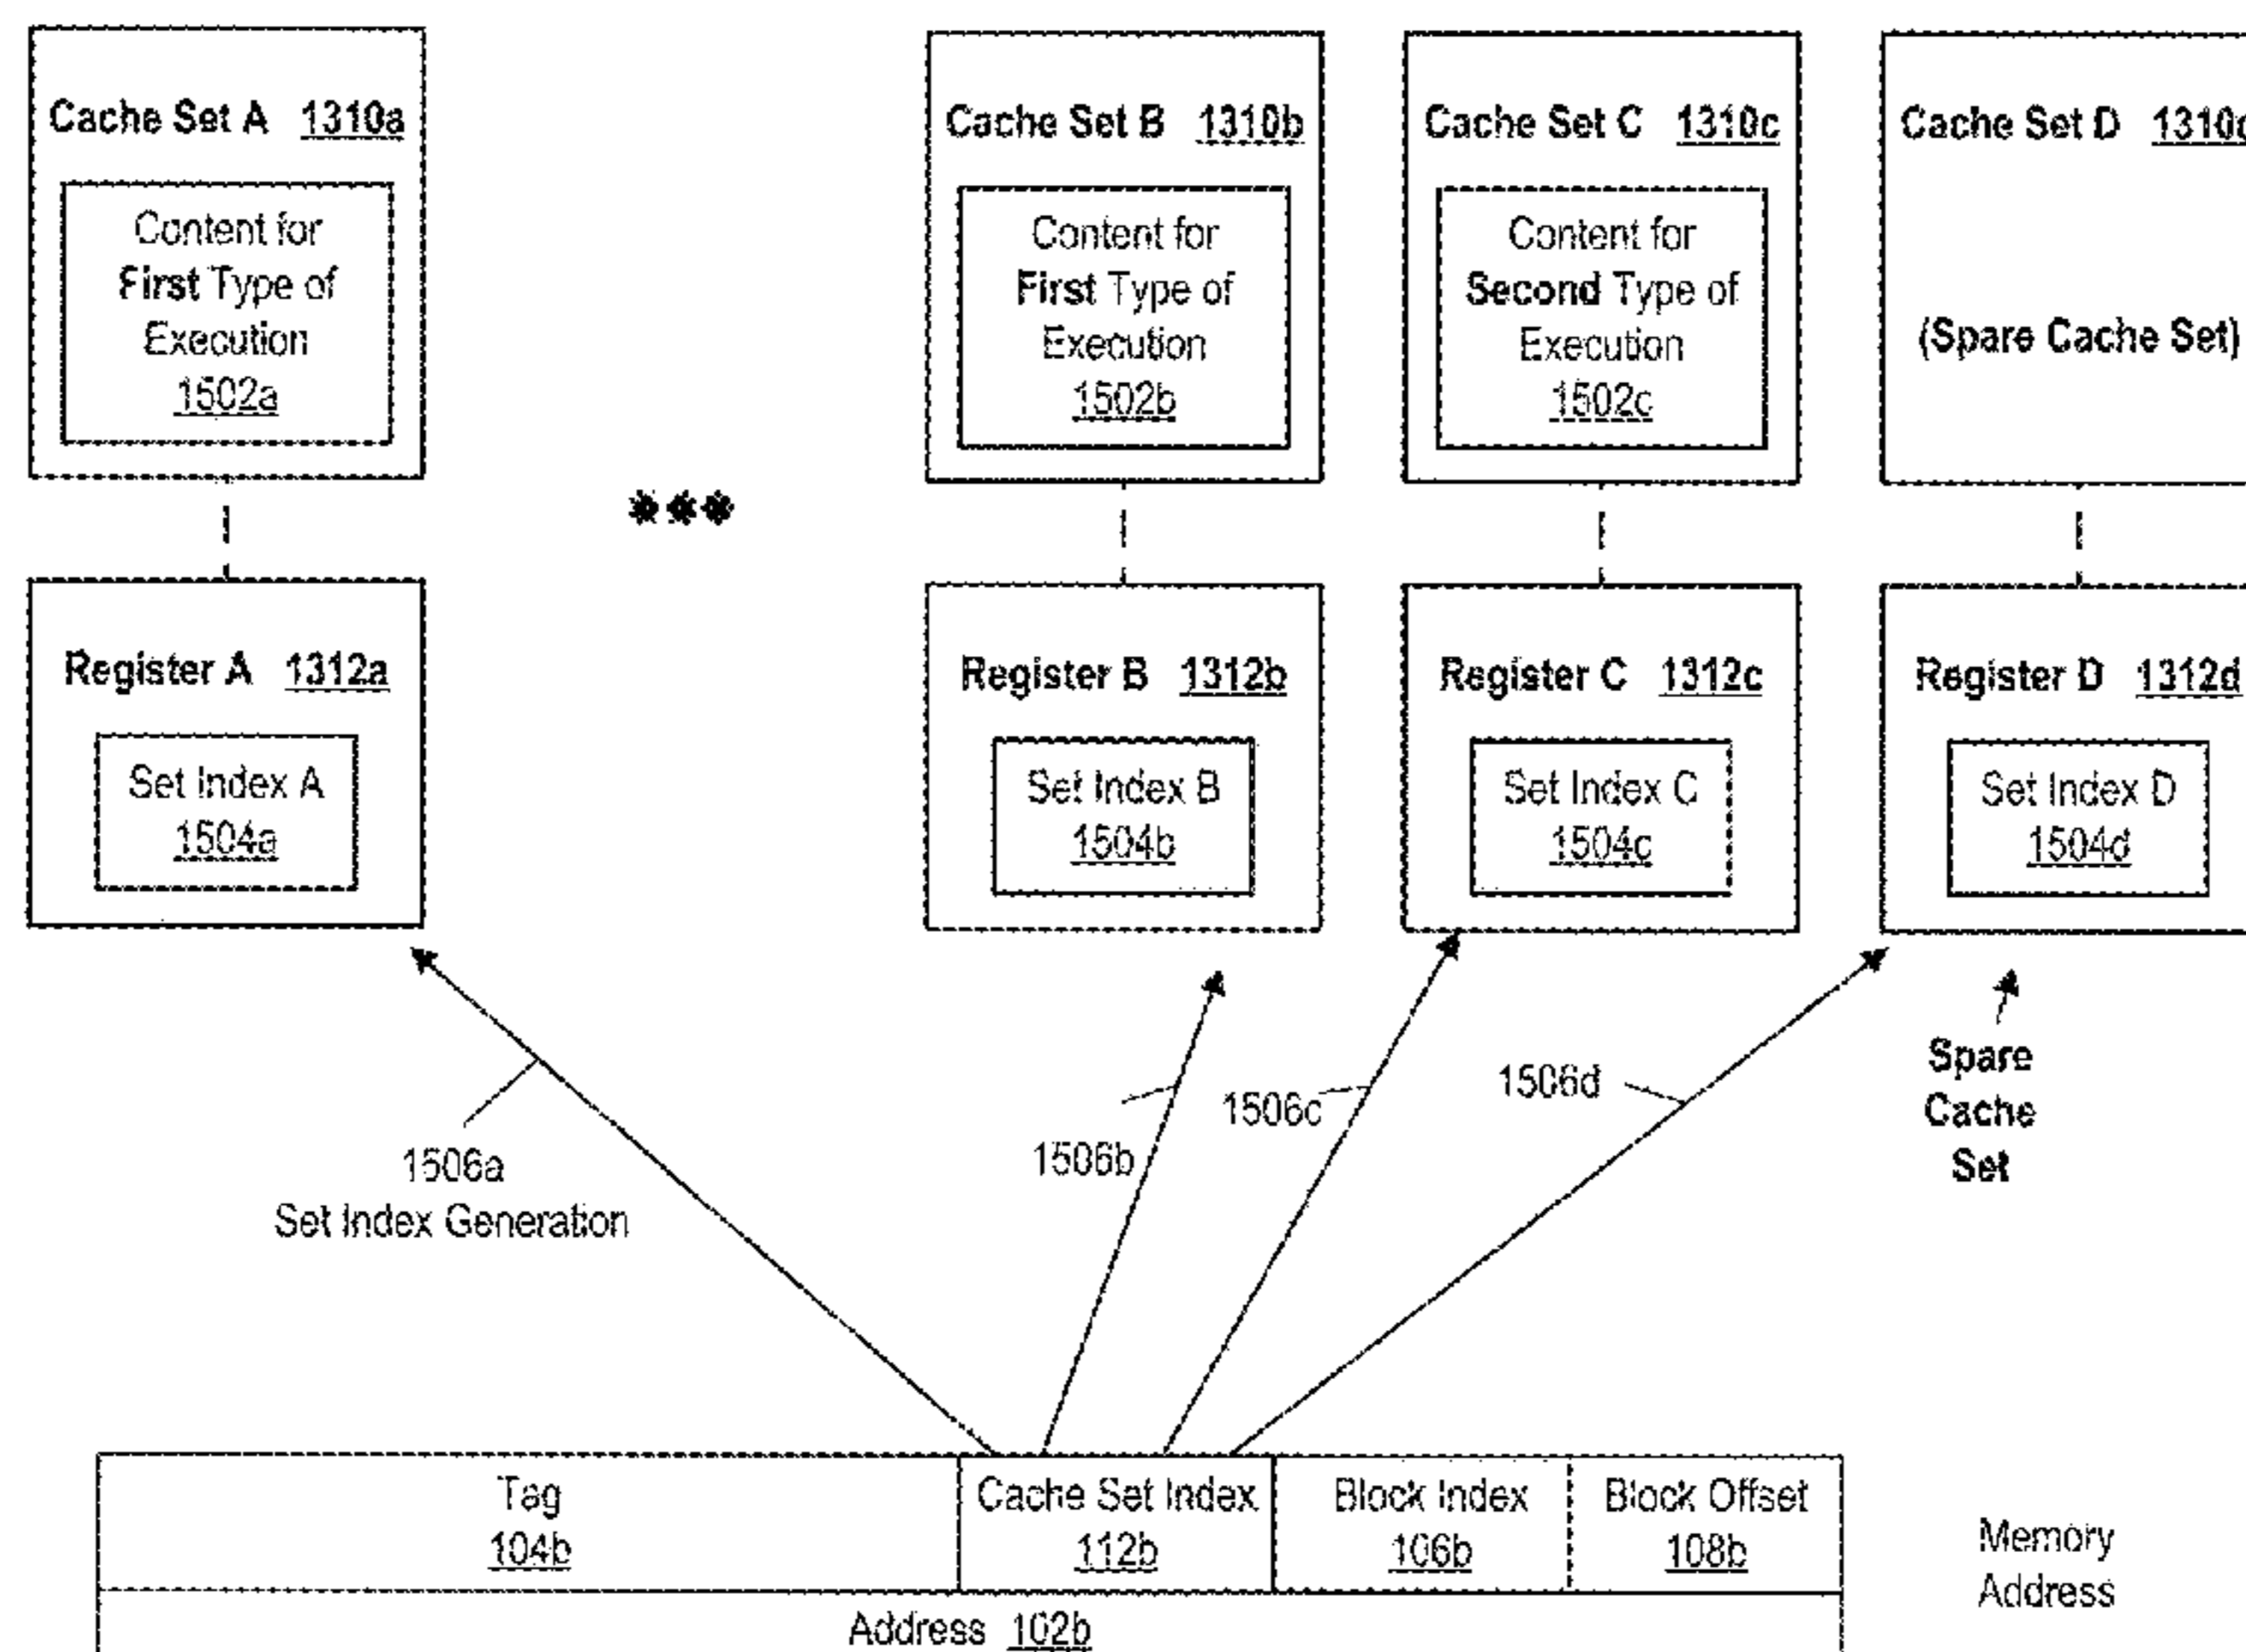 Cache Set A 1310a
Content for
First Type of
Execution
1502a
Cache Set B 1310b
Content for
First Type of
Execution
1502b
Cache Set C 1310c
Content for
Second Type of
Execution
1502c
Cache Set D
(Spare Cache Set)
***
Register A 1312a
Set Index A
1504a
Register B 1312b
Set Index B
1504b
Register C 1312c
Set Index C
1504c
Register D 1312d
Set Index D
1504d
1506a
Set Index Generation
1506b
1506c
1506d
Spare
Cache
Set
Tag
104b
Cache Set Index
112b
Block Index
106b
Block Offset
108b
Memory
Address
Address 102b